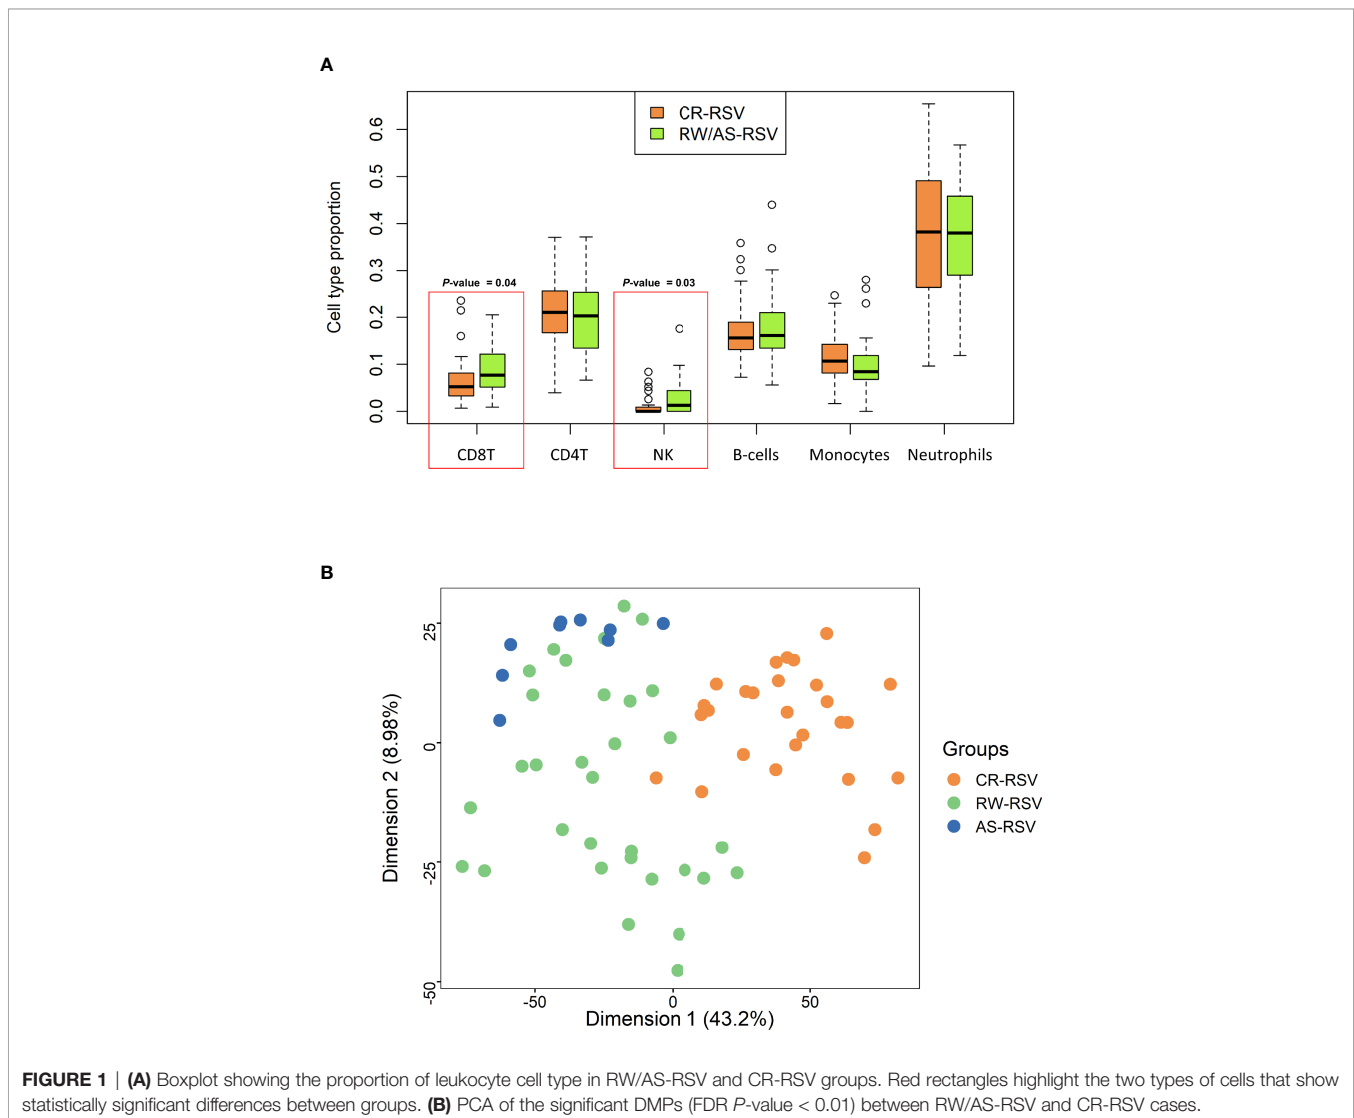 A
CR-RSV
RW/AS-RSV
Cell type proportion
0.6
0.5
0.4
0.3
0.2
0.1
0.0
P-value = 0.04
P-value = 0.03
CD8T CD4T NK B-cells Monocytes Neutrophils
B
Dimension 2 (8.98%)
25
0
-25
-50
-50 0 50
Dimension 1 (43.2%)
Groups
CR-RSV
RW-RSV
AS-RSV
FIGURE 1 | (A) Boxplot showing the proportion of leukocyte cell type in RW/AS-RSV and CR-RSV groups. Red rectangles highlight the two types of cells that show
statistically significant differences between groups. (B) PCA of the significant DMPs (FDR P-value < 0.01) between RW/AS-RSV and CR-RSV cases.